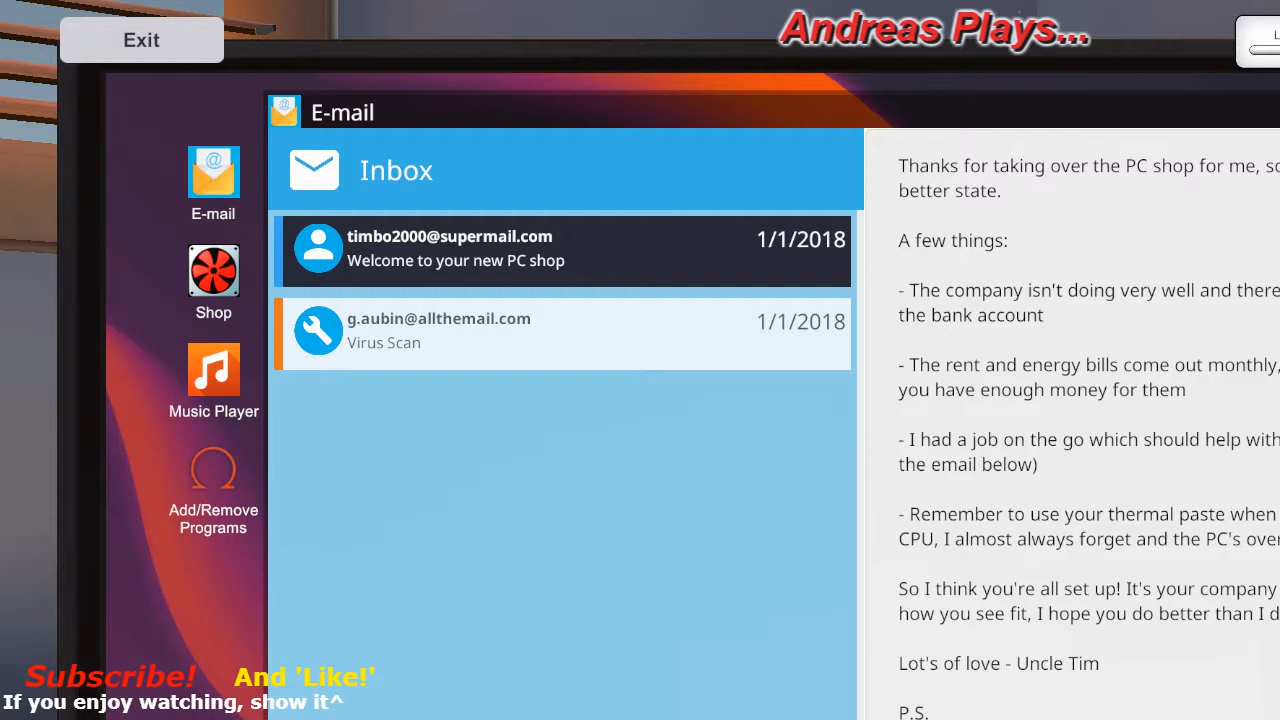 Exit
Andreas Plays...
E-mail
Inbox
timbo2000@supermail.com
1/1/2018
Welcome to your new PC shop
g.aubin@allthemail.com
1/1/2018
Virus Scan
E-mail
Shop
Music Player
Add/Remove
Programs
Thanks for taking over the PC shop for me, so
better state.
A few things:
- The company isn't doing very well and there
the bank account
- The rent and energy bills come out monthly,
you have enough money for them
- I had a job on the go which should help with
the email below)
- Remember to use your thermal paste when
CPU, I almost always forget and the PC's over
So I think you're all set up! It's your company
how you see fit, I hope you do better than I d
Lot's of love - Uncle Tim
P.S.
Subscribe! And 'Like!'
If you enjoy watching, show it^